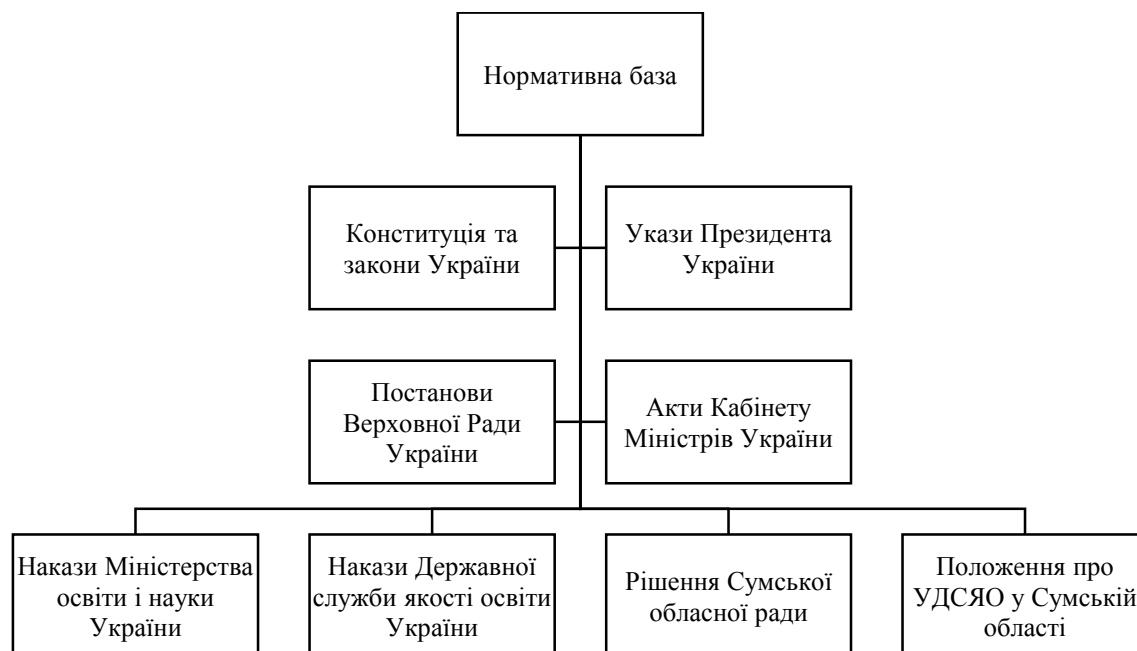 Нормативна база
Конституція та
закони України
Укази Президента
України
Постанови
Верховної Ради
України
Акти Кабінету
Міністрів України
Накази Міністерства
освіти і науки
України
Накази Державної
служби якості освіти
України
Рішення Сумської
обласної ради
Положення про
УДСЯО у Сумській
області